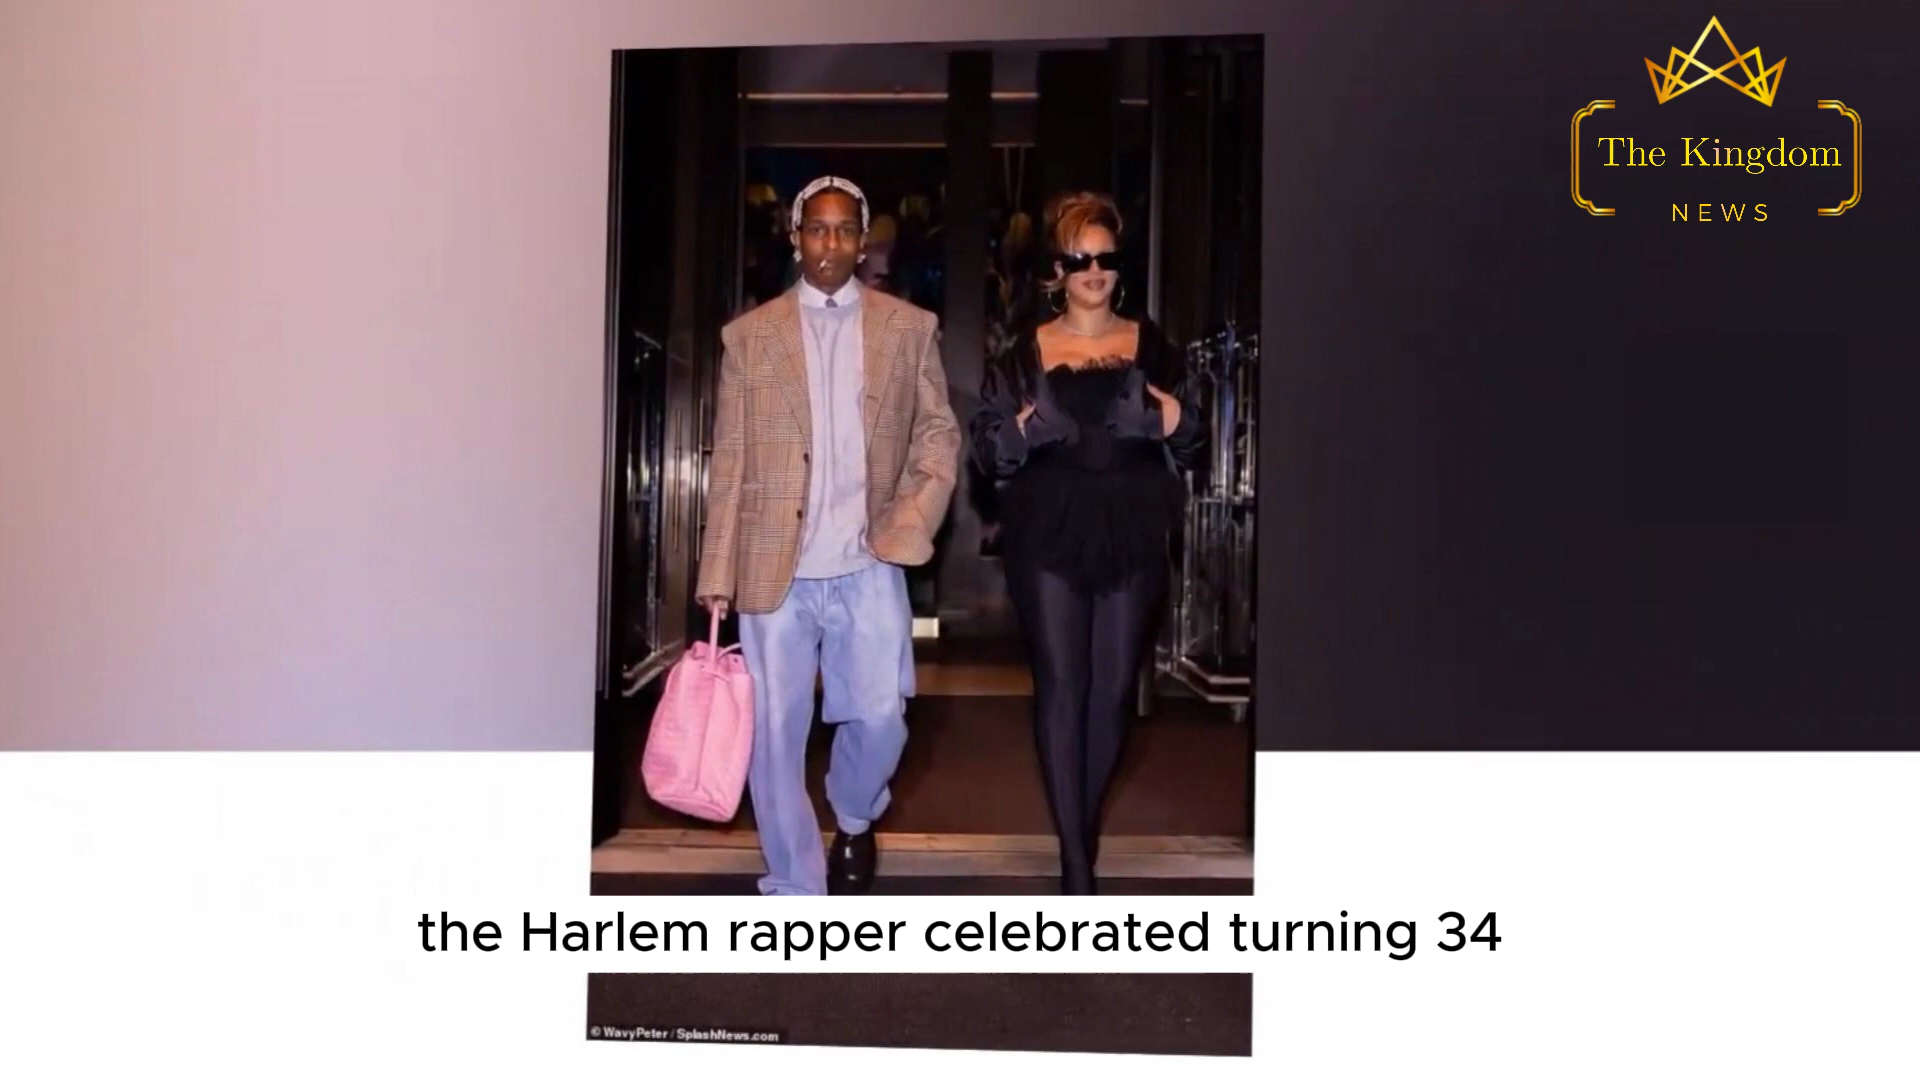 The Kingdom
NEWS
the Harlem rapper celebrated turning 34
© WavyPeter / SplashNews.com